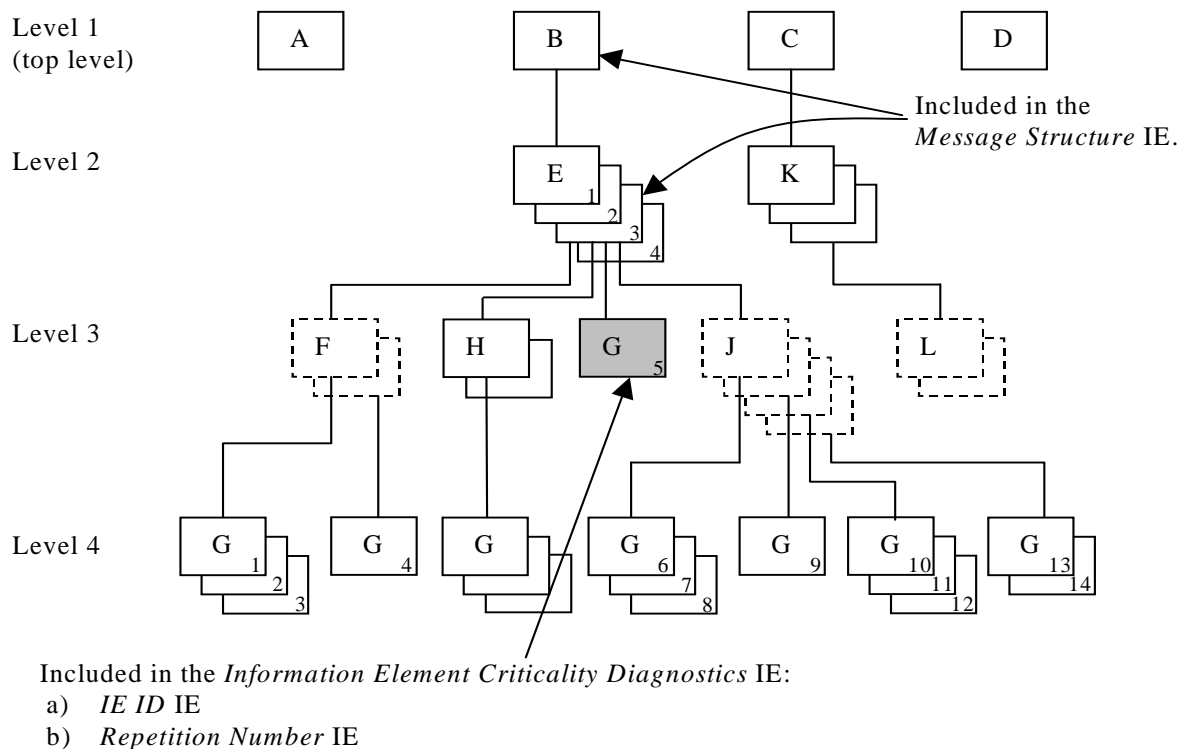 Level 1
(top level)
A
B
C
D
Included in the
Message Structure IE.
Level 2
E
1
2
3
4
K
Level 3
F
H
G
5
J
L
Level 4
G
1
2
3
G
4
G
G
6
7
8
G
9
G
10
11
12
G
13
14
Included in the Information Element Criticality Diagnostics IE:
a) IE ID IE
b) Repetition Number IE